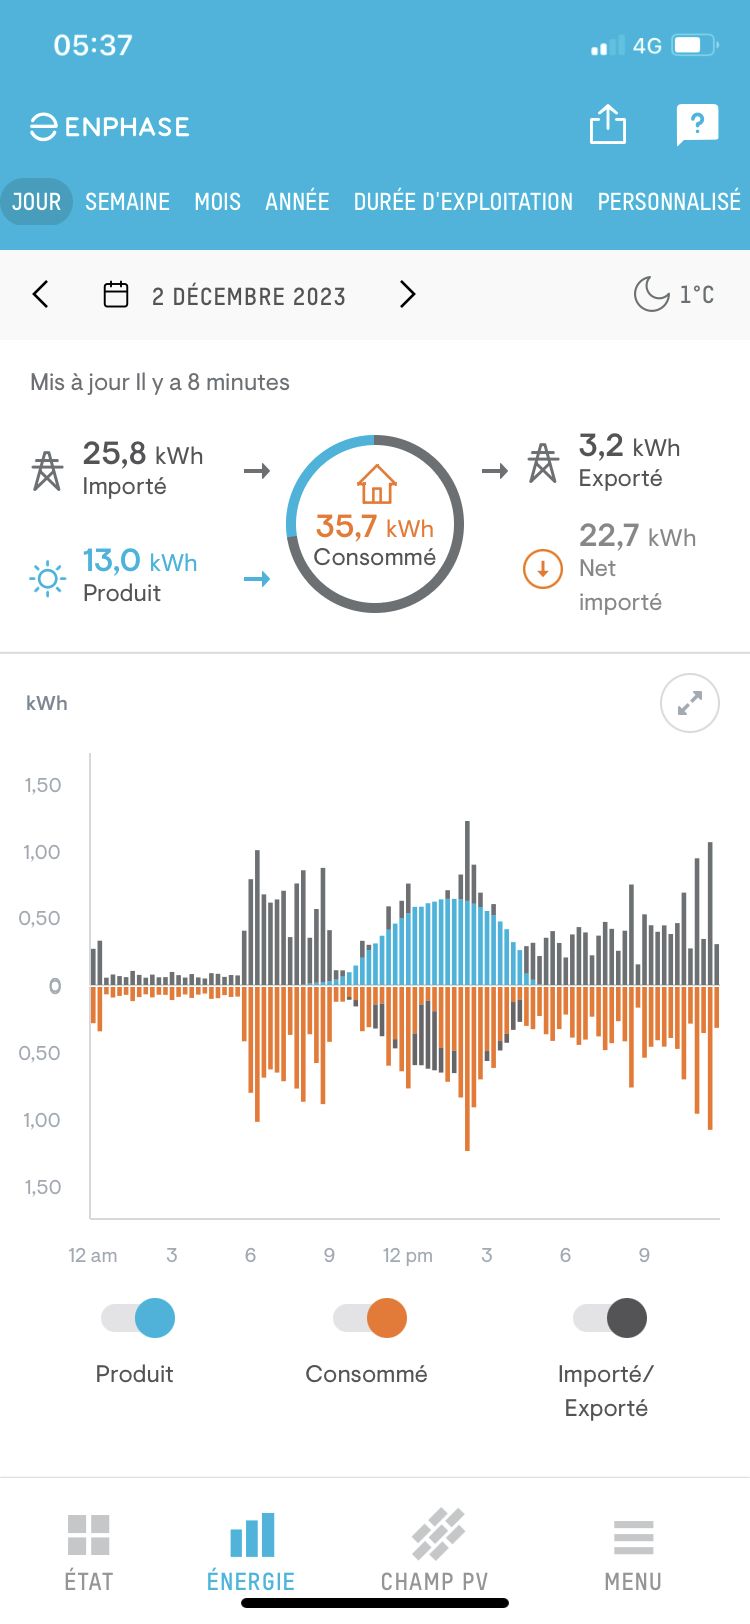 05:37
4G
ENPHASE
?
JOUR SEMAINE MOIS ANNÉE DURÉE D'EXPLOITATION PERSONNALISÉ
2 DÉCEMBRE 2023
1°C
Mis à jour Il y a 8 minutes
25,8 kWh
Importé
13,0 kWh
Produit
35,7 kWh
Consommé
3,2 kWh
Exporté
22,7 kWh
Net
importé
kWh
1,50
1,00
0,50
0
0,50
1,00
1,50
12 am 3 6 9 12 pm 3 6 9
Produit
Consommé
Importé/
Exporté
ÉTAT ÉNERGIE CHAMP PV MENU